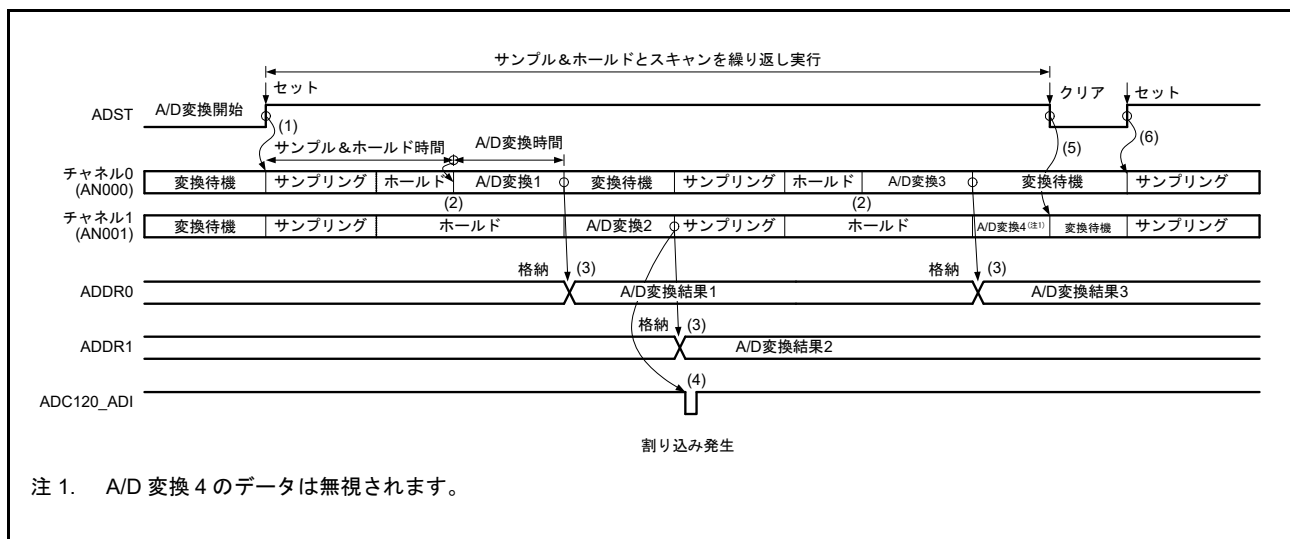 サンプル＆ホールドとスキャンを繰り返し実行
セット クリア セット
ADST A/D変換開始 (1) (5) (6)
サンプル＆ホールド時間 A/D変換時間
チャネル0
(AN000) 変換待機 サンプリング ホールド A/D変換1 変換待機 サンプリング ホールド A/D変換3 変換待機 サンプリング
(2) (2)
チャネル1
(AN001) 変換待機 サンプリング ホールド A/D変換2 サンプリング ホールド A/D変換4(注1) 変換待機 サンプリング
格納 (3) 格納 (3)
ADDR0 A/D変換結果1 A/D変換結果3
格納 (3)
ADDR1 A/D変換結果2
(4)
ADC120_ADI
割り込み発生
注 1. A/D 変換 4 のデータは無視されます。